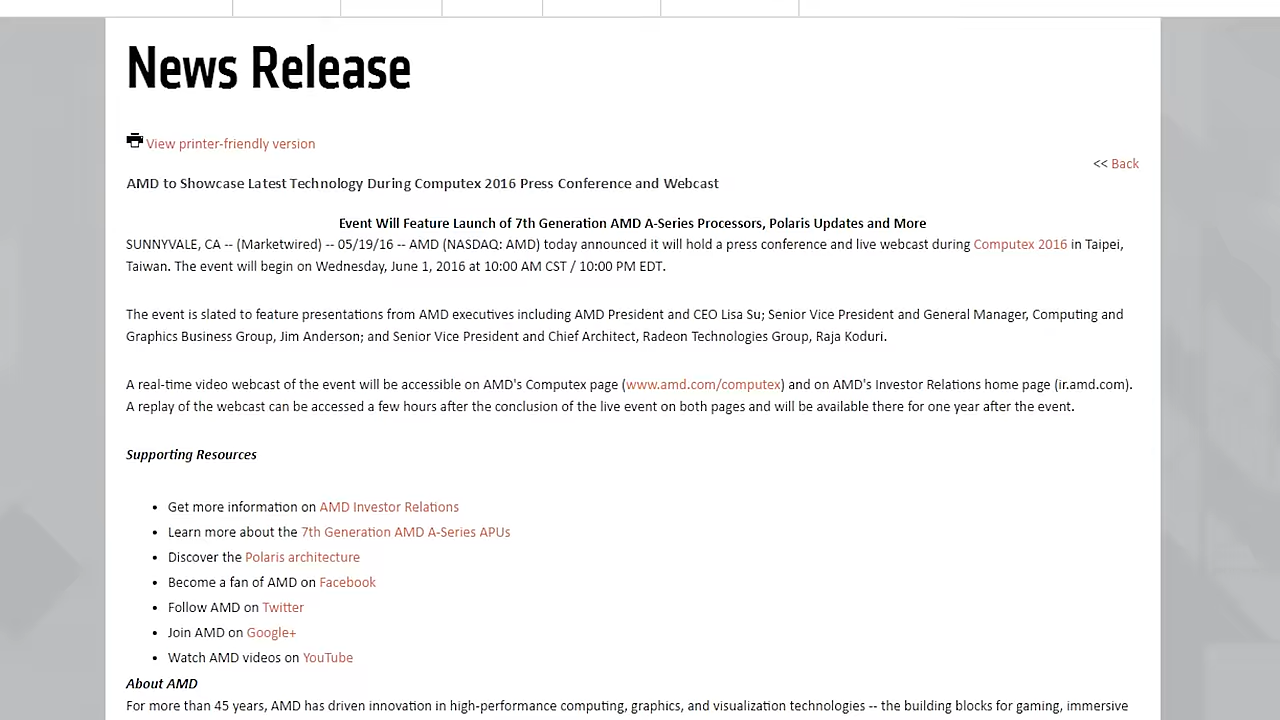 News Release
View printer-friendly version
<< Back
AMD to Showcase Latest Technology During Computex 2016 Press Conference and Webcast
Event Will Feature Launch of 7th Generation AMD A-Series Processors, Polaris Updates and More
SUNNYVALE, CA -- (Marketwired) -- 05/19/16 -- AMD (NASDAQ: AMD) today announced it will hold a press conference and live webcast during Computex 2016 in Taipei,
Taiwan. The event will begin on Wednesday, June 1, 2016 at 10:00 AM CST / 10:00 PM EDT.
The event is slated to feature presentations from AMD executives including AMD President and CEO Lisa Su; Senior Vice President and General Manager, Computing and
Graphics Business Group, Jim Anderson; and Senior Vice President and Chief Architect, Radeon Technologies Group, Raja Koduri.
A real-time video webcast of the event will be accessible on AMD's Computex page (www.amd.com/computex) and on AMD's Investor Relations home page (ir.amd.com).
A replay of the webcast can be accessed a few hours after the conclusion of the live event on both pages and will be available there for one year after the event.
Supporting Resources
• Get more information on AMD Investor Relations
• Learn more about the 7th Generation AMD A-Series APUs
• Discover the Polaris architecture
• Become a fan of AMD on Facebook
• Follow AMD on Twitter
• Join AMD on Google+
• Watch AMD videos on YouTube
About AMD
For more than 45 years, AMD has driven innovation in high-performance computing, graphics, and visualization technologies -- the building blocks for gaming, immersive